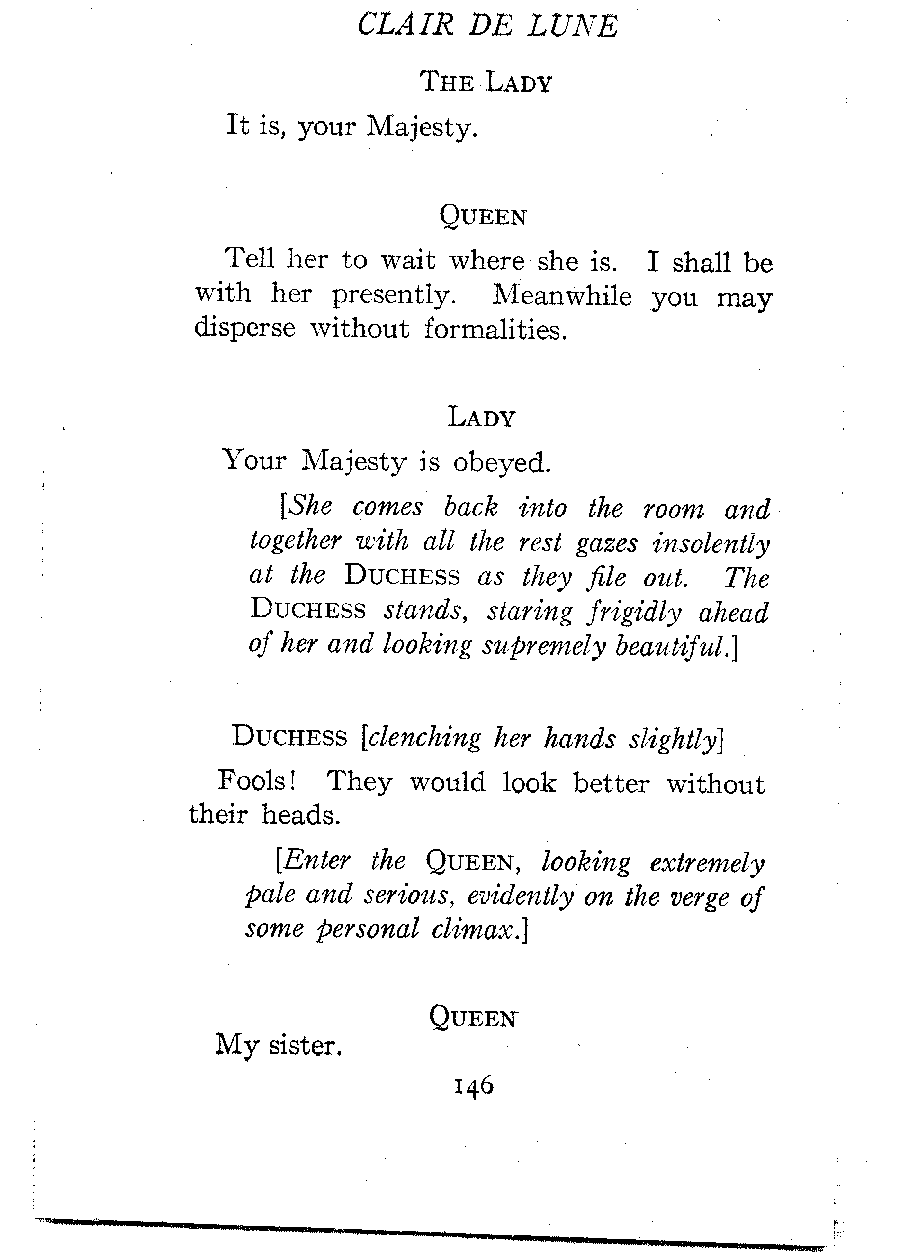 CLAIR DE LUNE
THE LADY
It is, your Majesty.
QUEEN
Tell her to wait where she is. I shall be
with her presently. Meanwhile you may
disperse without formalities.
LADY
Your Majesty is obeyed.
[She comes back into the room and
together with all the rest gazes insolently
at the DUCHESS as they file out. The
DUCHESS stands, staring frigidly ahead
of her and looking supremely beautiful.]
DUCHESS [clenching her hands slightly]
Fools! They would look better without
their heads.
[Enter the QUEEN, looking extremely
pale and serious, evidently on the verge of
some personal climax.]
QUEEN
My sister.
146